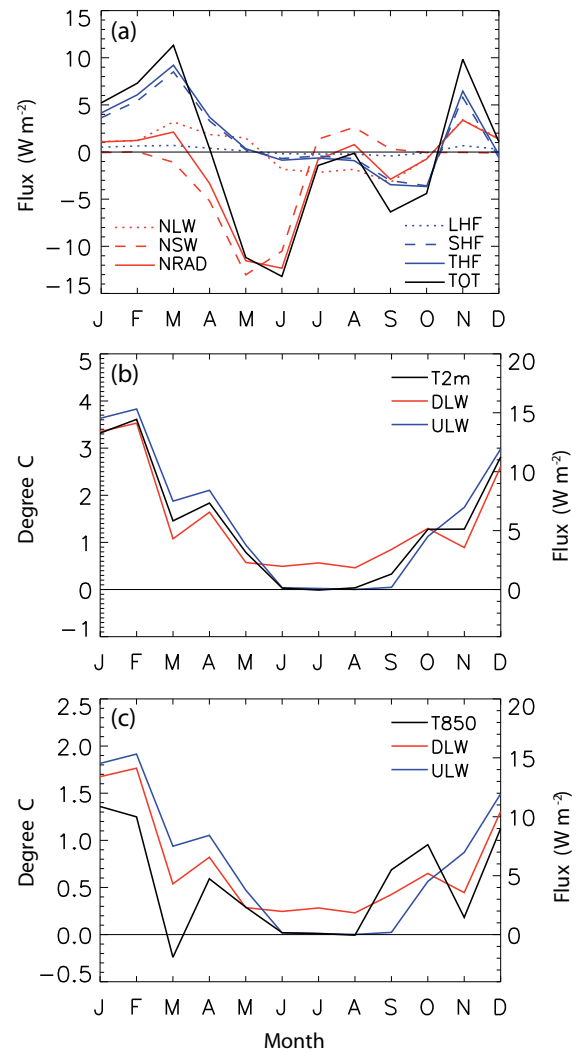 (a)
15
10
5
0
−5
−10
−15
Flux (W m-2)
NLW
NSW
NRAD
LHF
SHF
THF
TOT
J F M A M J J A S O N D
(b)
5
4
3
2
1
0
−1
Degree C
T2m
DLW
ULW
20
15
10
5
0
Flux (W m-2)
J F M A M J J A S O N D
(c)
2.5
2.0
1.5
1.0
0.5
0.0
−0.5
Degree C
T850
DLW
ULW
20
15
10
5
0
Flux (W m-2)
J F M A M J J A S O N D
Month